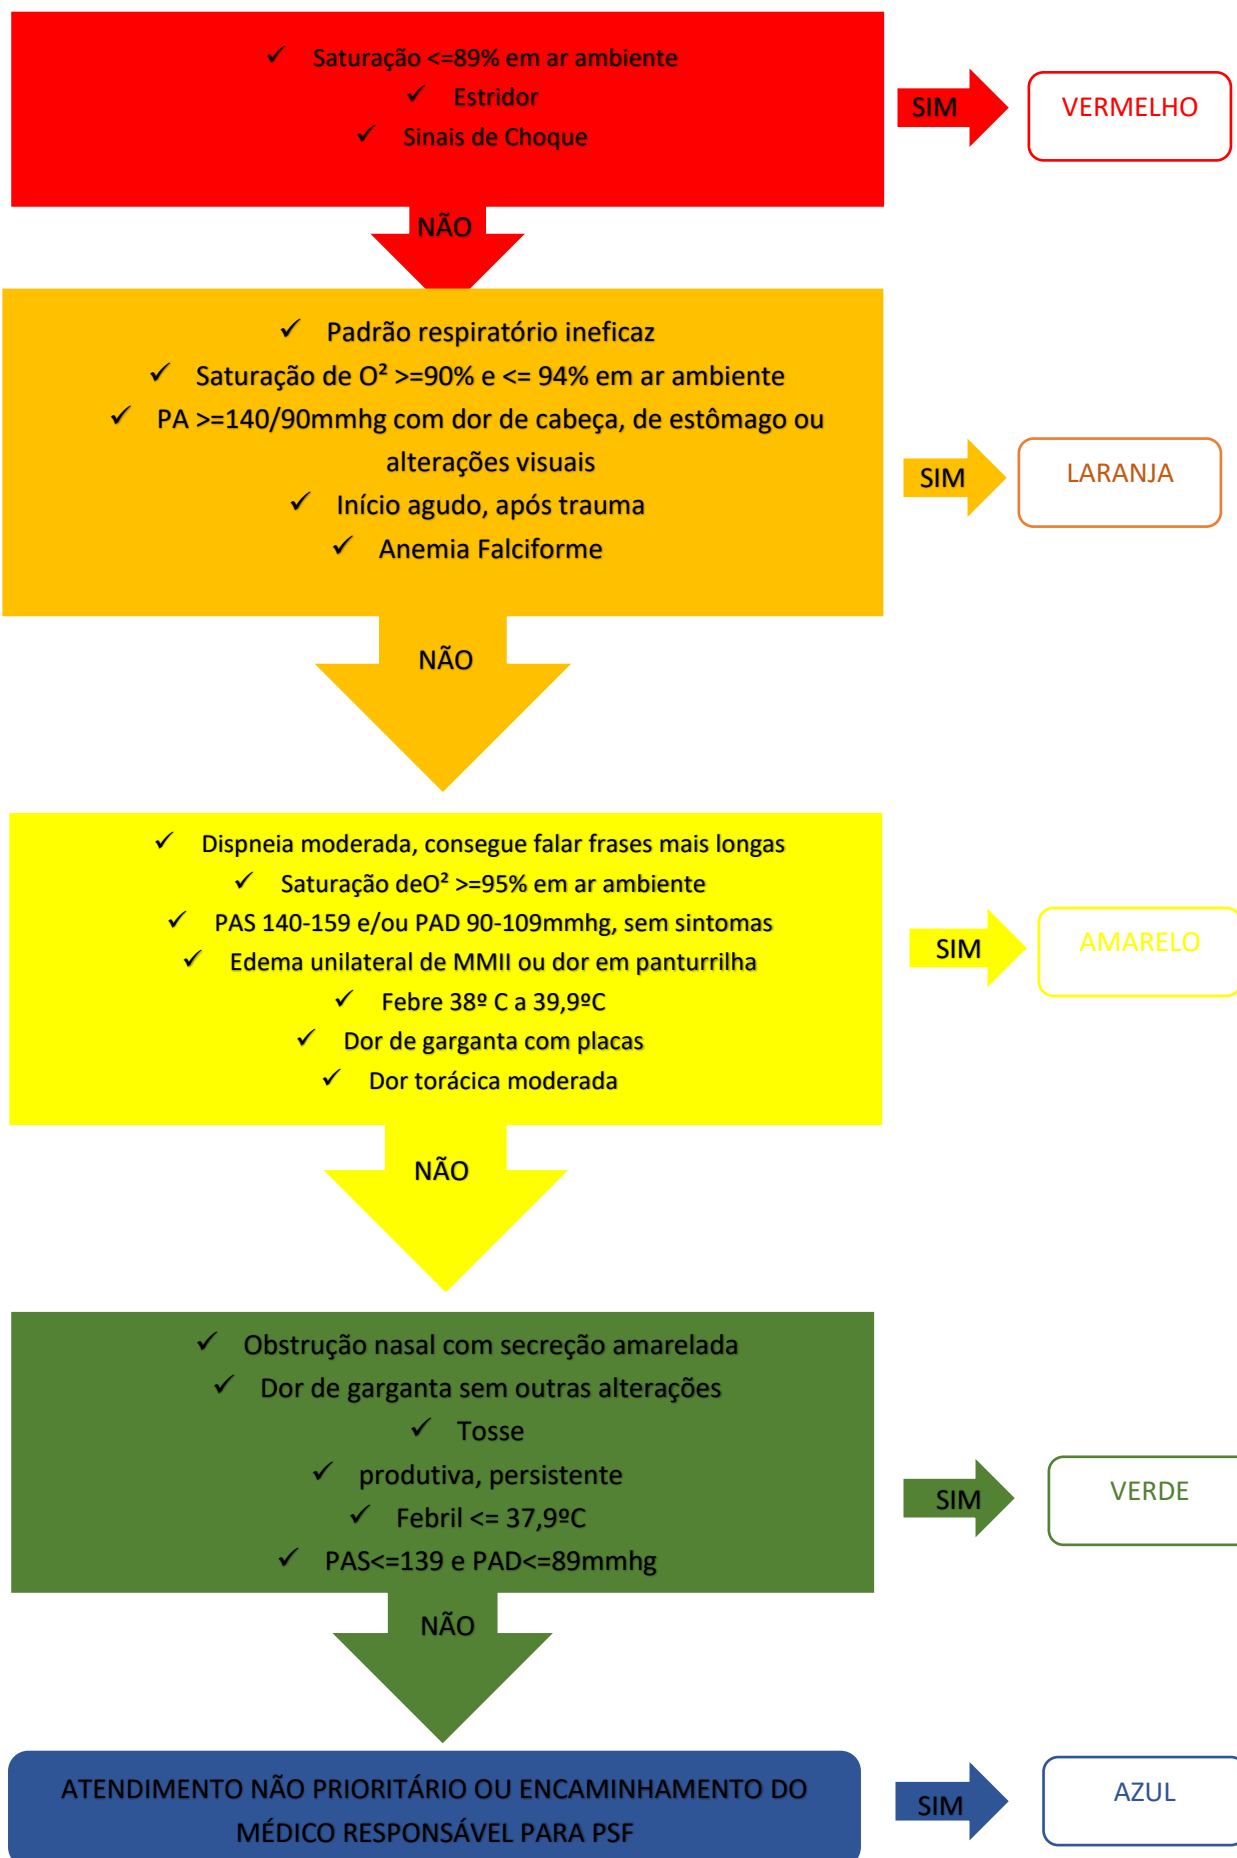 ✓ Saturação <=89% em ar ambiente
✓ Estridor
✓ Sinais de Choque
SIM
VERMELHO
NÃO
✓ Padrão respiratório ineficaz
✓ Saturação de O² >=90% e <= 94% em ar ambiente
✓ PA >=140/90mmhg com dor de cabeça, de estômago ou
alterações visuais
✓ Início agudo, após trauma
✓ Anemia Falciforme
SIM
LARANJA
NÃO
✓ Dispneia moderada, consegue falar frases mais longas
✓ Saturação deO² >=95% em ar ambiente
✓ PAS 140-159 e/ou PAD 90-109mmhg, sem sintomas
✓ Edema unilateral de MMII ou dor em panturrilha
✓ Febre 38º C a 39,9ºC
✓ Dor de garganta com placas
✓ Dor torácica moderada
SIM
AMARELO
NÃO
✓ Obstrução nasal com secreção amarelada
✓ Dor de garganta sem outras alterações
✓ Tosse
✓ produtiva, persistente
✓ Febril <= 37,9ºC
✓ PAS<=139 e PAD<=89mmhg
SIM
VERDE
NÃO
ATENDIMENTO NÃO PRIORITÁRIO OU ENCAMINHAMENTO DO
MÉDICO RESPONSÁVEL PARA PSF
SIM
AZUL